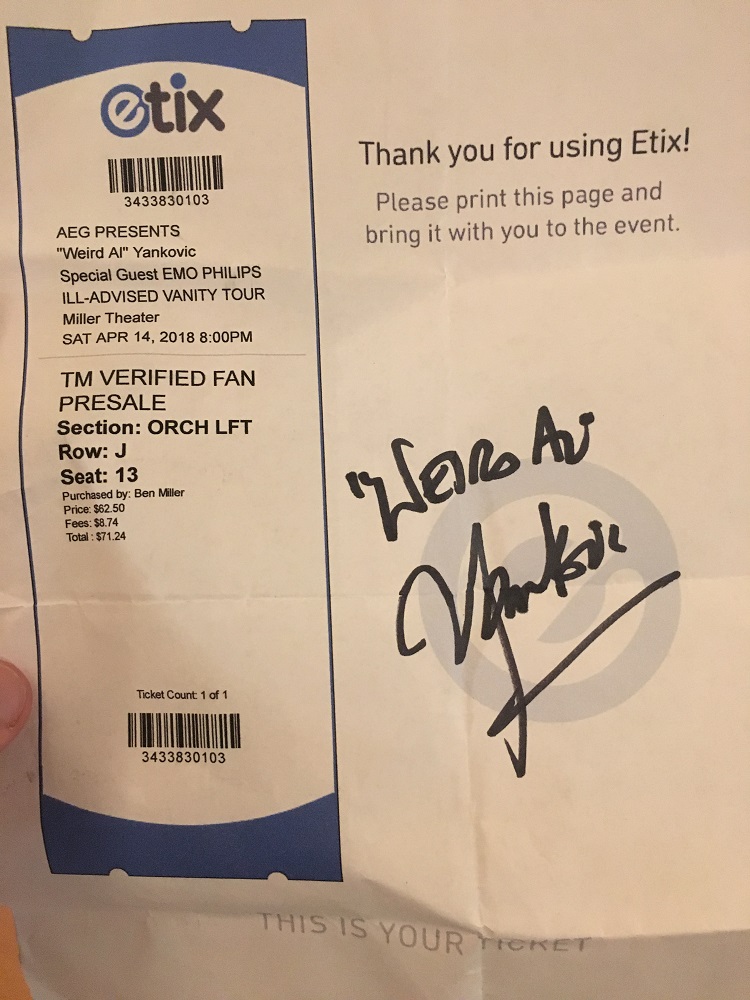 etix
3433830103
AEG PRESENTS
"Weird Al" Yankovic
Special Guest EMO PHILIPS
ILL-ADVISED VANITY TOUR
Miller Theater
SAT APR 14, 2018 8:00PM
TM VERIFIED FAN
PRESALE
Section: ORCH LFT
Row: J
Seat: 13
Purchased by: Ben Miller
Price: $62.50
Fees: $8.74
Total : $71.24
Ticket Count: 1 of 1
3433830103
Thank you for using Etix!
Please print this page and
bring it with you to the event.
"Weird Al"
Yankovic
THIS IS YOUR TICKET